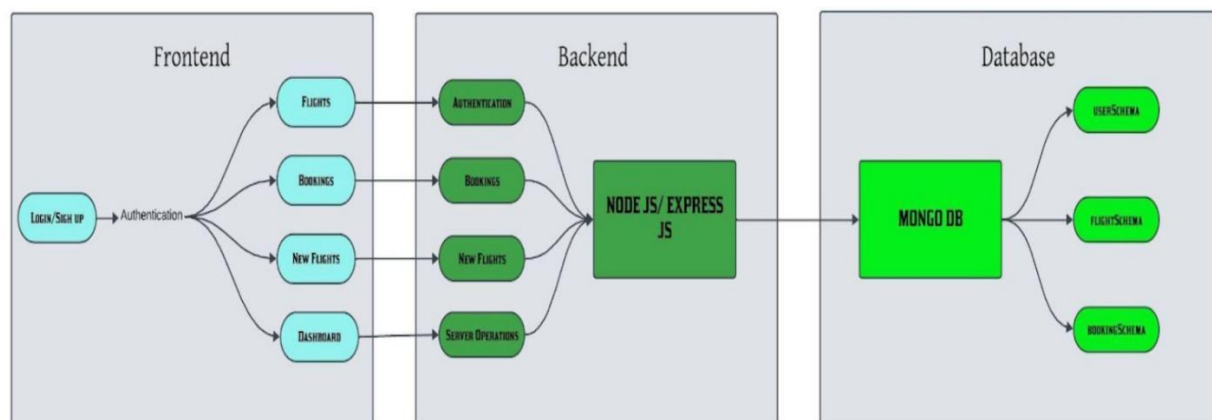 Frontend
Backend
Database
Login/Sigh up
Authentication
Flights
Bookings
New Flights
Dashboard
Authentication
Bookings
New Flights
Server Operations
NODE JS/ EXPRESS
JS
MONGO DB
userSchema
flightSchema
bookingSchema